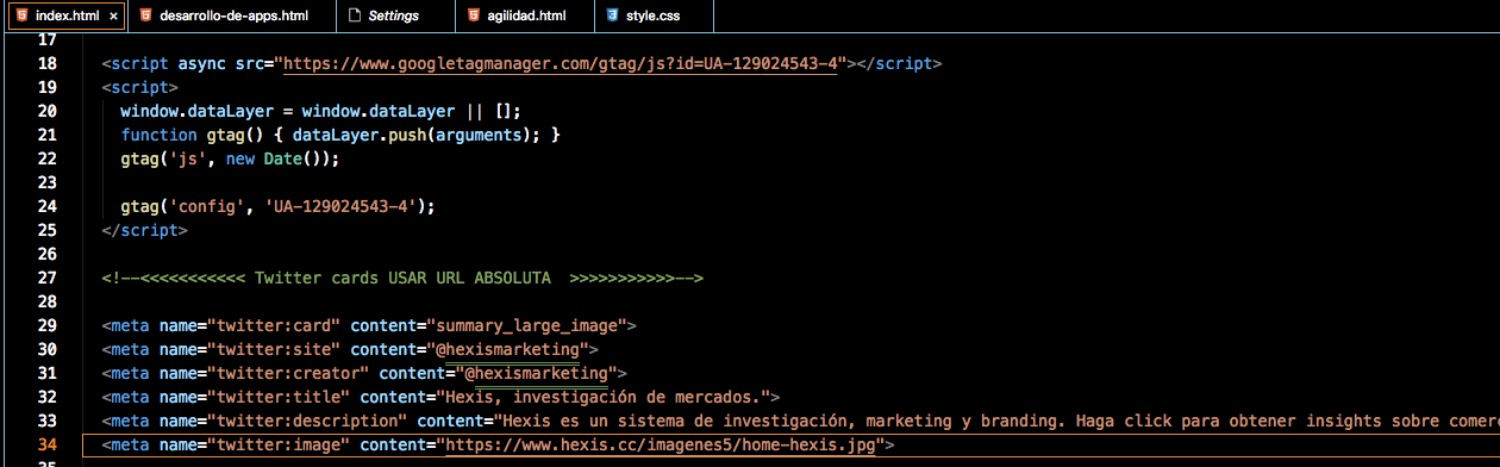 index.html × desarrollo-de-apps.html Settings agilidad.html style.css
17
18 <script async src="https://www.googletagmanager.com/gtag/js?id=UA-129024543-4"></script>
19 <script>
20 window.dataLayer = window.dataLayer || [];
21 function gtag() { dataLayer.push(arguments); }
22 gtag('js', new Date());
23
24 gtag('config', 'UA-129024543-4');
25 </script>
26
27 <!--<<<<<<<<<<< Twitter cards USAR URL ABSOLUTA  >>>>>>>>>>>-->
28
29 <meta name="twitter:card" content="summary_large_image">
30 <meta name="twitter:site" content="@hexismarketing">
31 <meta name="twitter:creator" content="@hexismarketing">
32 <meta name="twitter:title" content="Hexis, investigación de mercados.">
33 <meta name="twitter:description" content="Hexis es un sistema de investigación, marketing y branding. Haga click para obtener insights sobre comer
34 <meta name="twitter:image" content="https://www.hexis.cc/imagenes5/home-hexis.jpg">